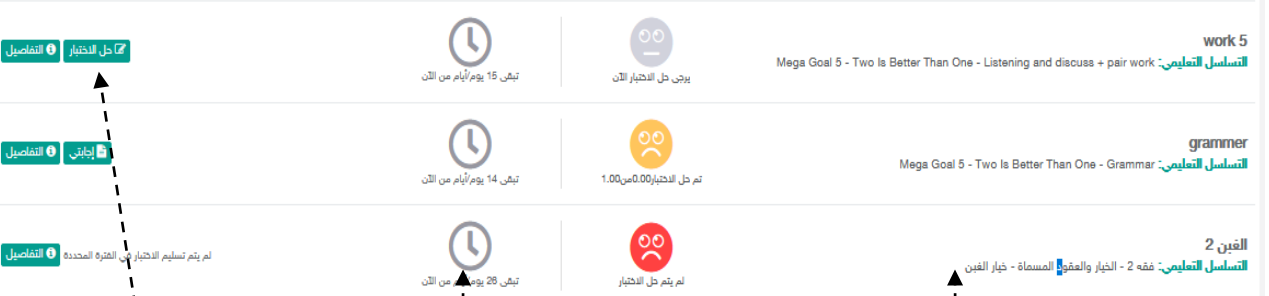 work 5
التسلسل التعليمي: Mega Goal 5 - Two Is Better Than One - Listening and discuss + pair work
يرجى حل الاختبار الآن
تبقى 15 يوم/أيام من الآن
حل الاختبار
التفاصيل
grammer
التسلسل التعليمي: Mega Goal 5 - Two Is Better Than One - Grammar
تم حل الاختبار0.00من1.00
تبقى 14 يوم/أيام من الآن
إجابتي
التفاصيل
الغبن 2
التسلسل التعليمي: فقه 2 - الخيار والعقود المسماة - خيار الغبن
لم يتم حل الاختبار
تبقى 26 يوم/أيام من الآن
لم يتم تسليم الاختبار في الفترة المحددة
التفاصيل